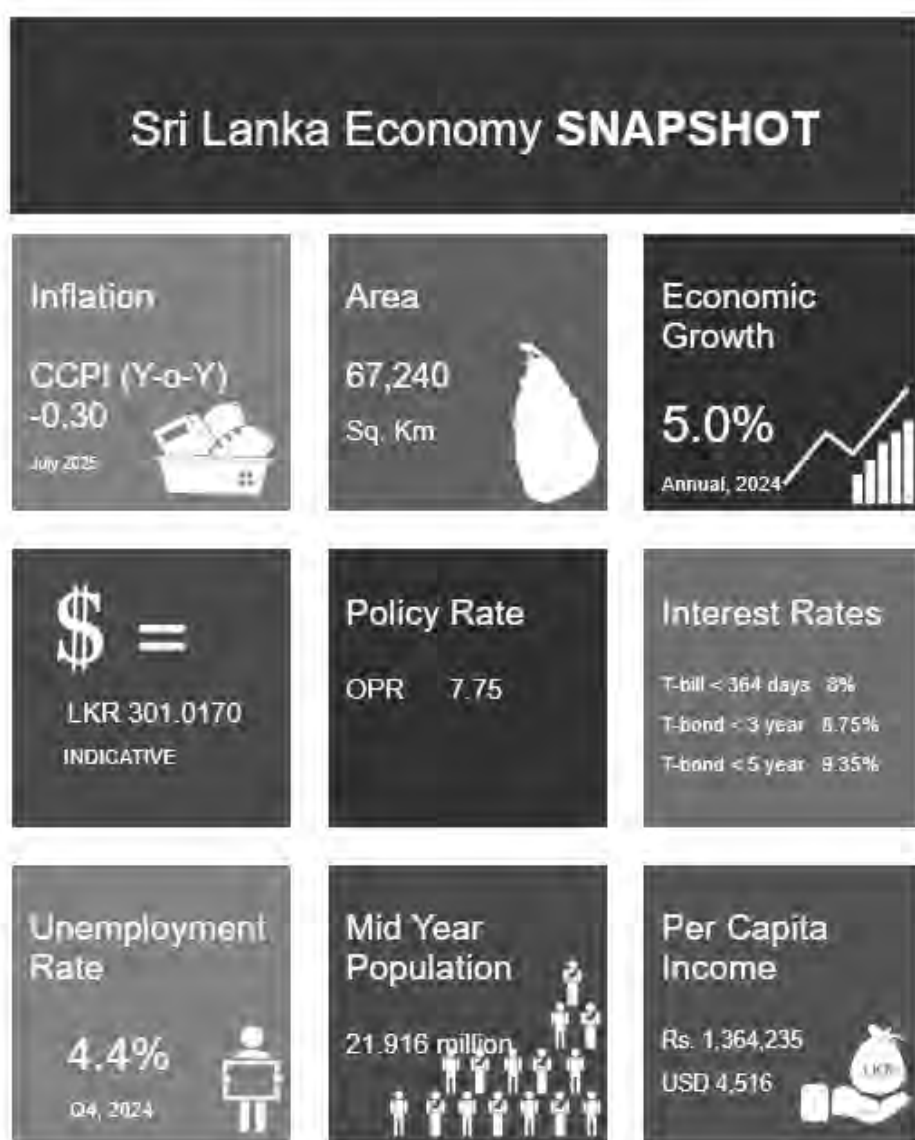 Sri Lanka Economy SNAPSHOT
Inflation
CCPI (Y-o-Y)
-0.30
July 2025
Area
67,240
Sq. Km
Economic
Growth
5.0%
Annual, 2024
$ =
LKR 301.0170
INDICATIVE
Policy Rate
OPR 7.75
Interest Rates
T-bill < 364 days 8%
T-bond < 3 year 8.75%
T-bond < 5 year 9.35%
Unemployment
Rate
4.4%
Q4, 2024
Mid Year
Population
21.916 million
Per Capita
Income
Rs. 1,364,235
USD 4,516
LKR